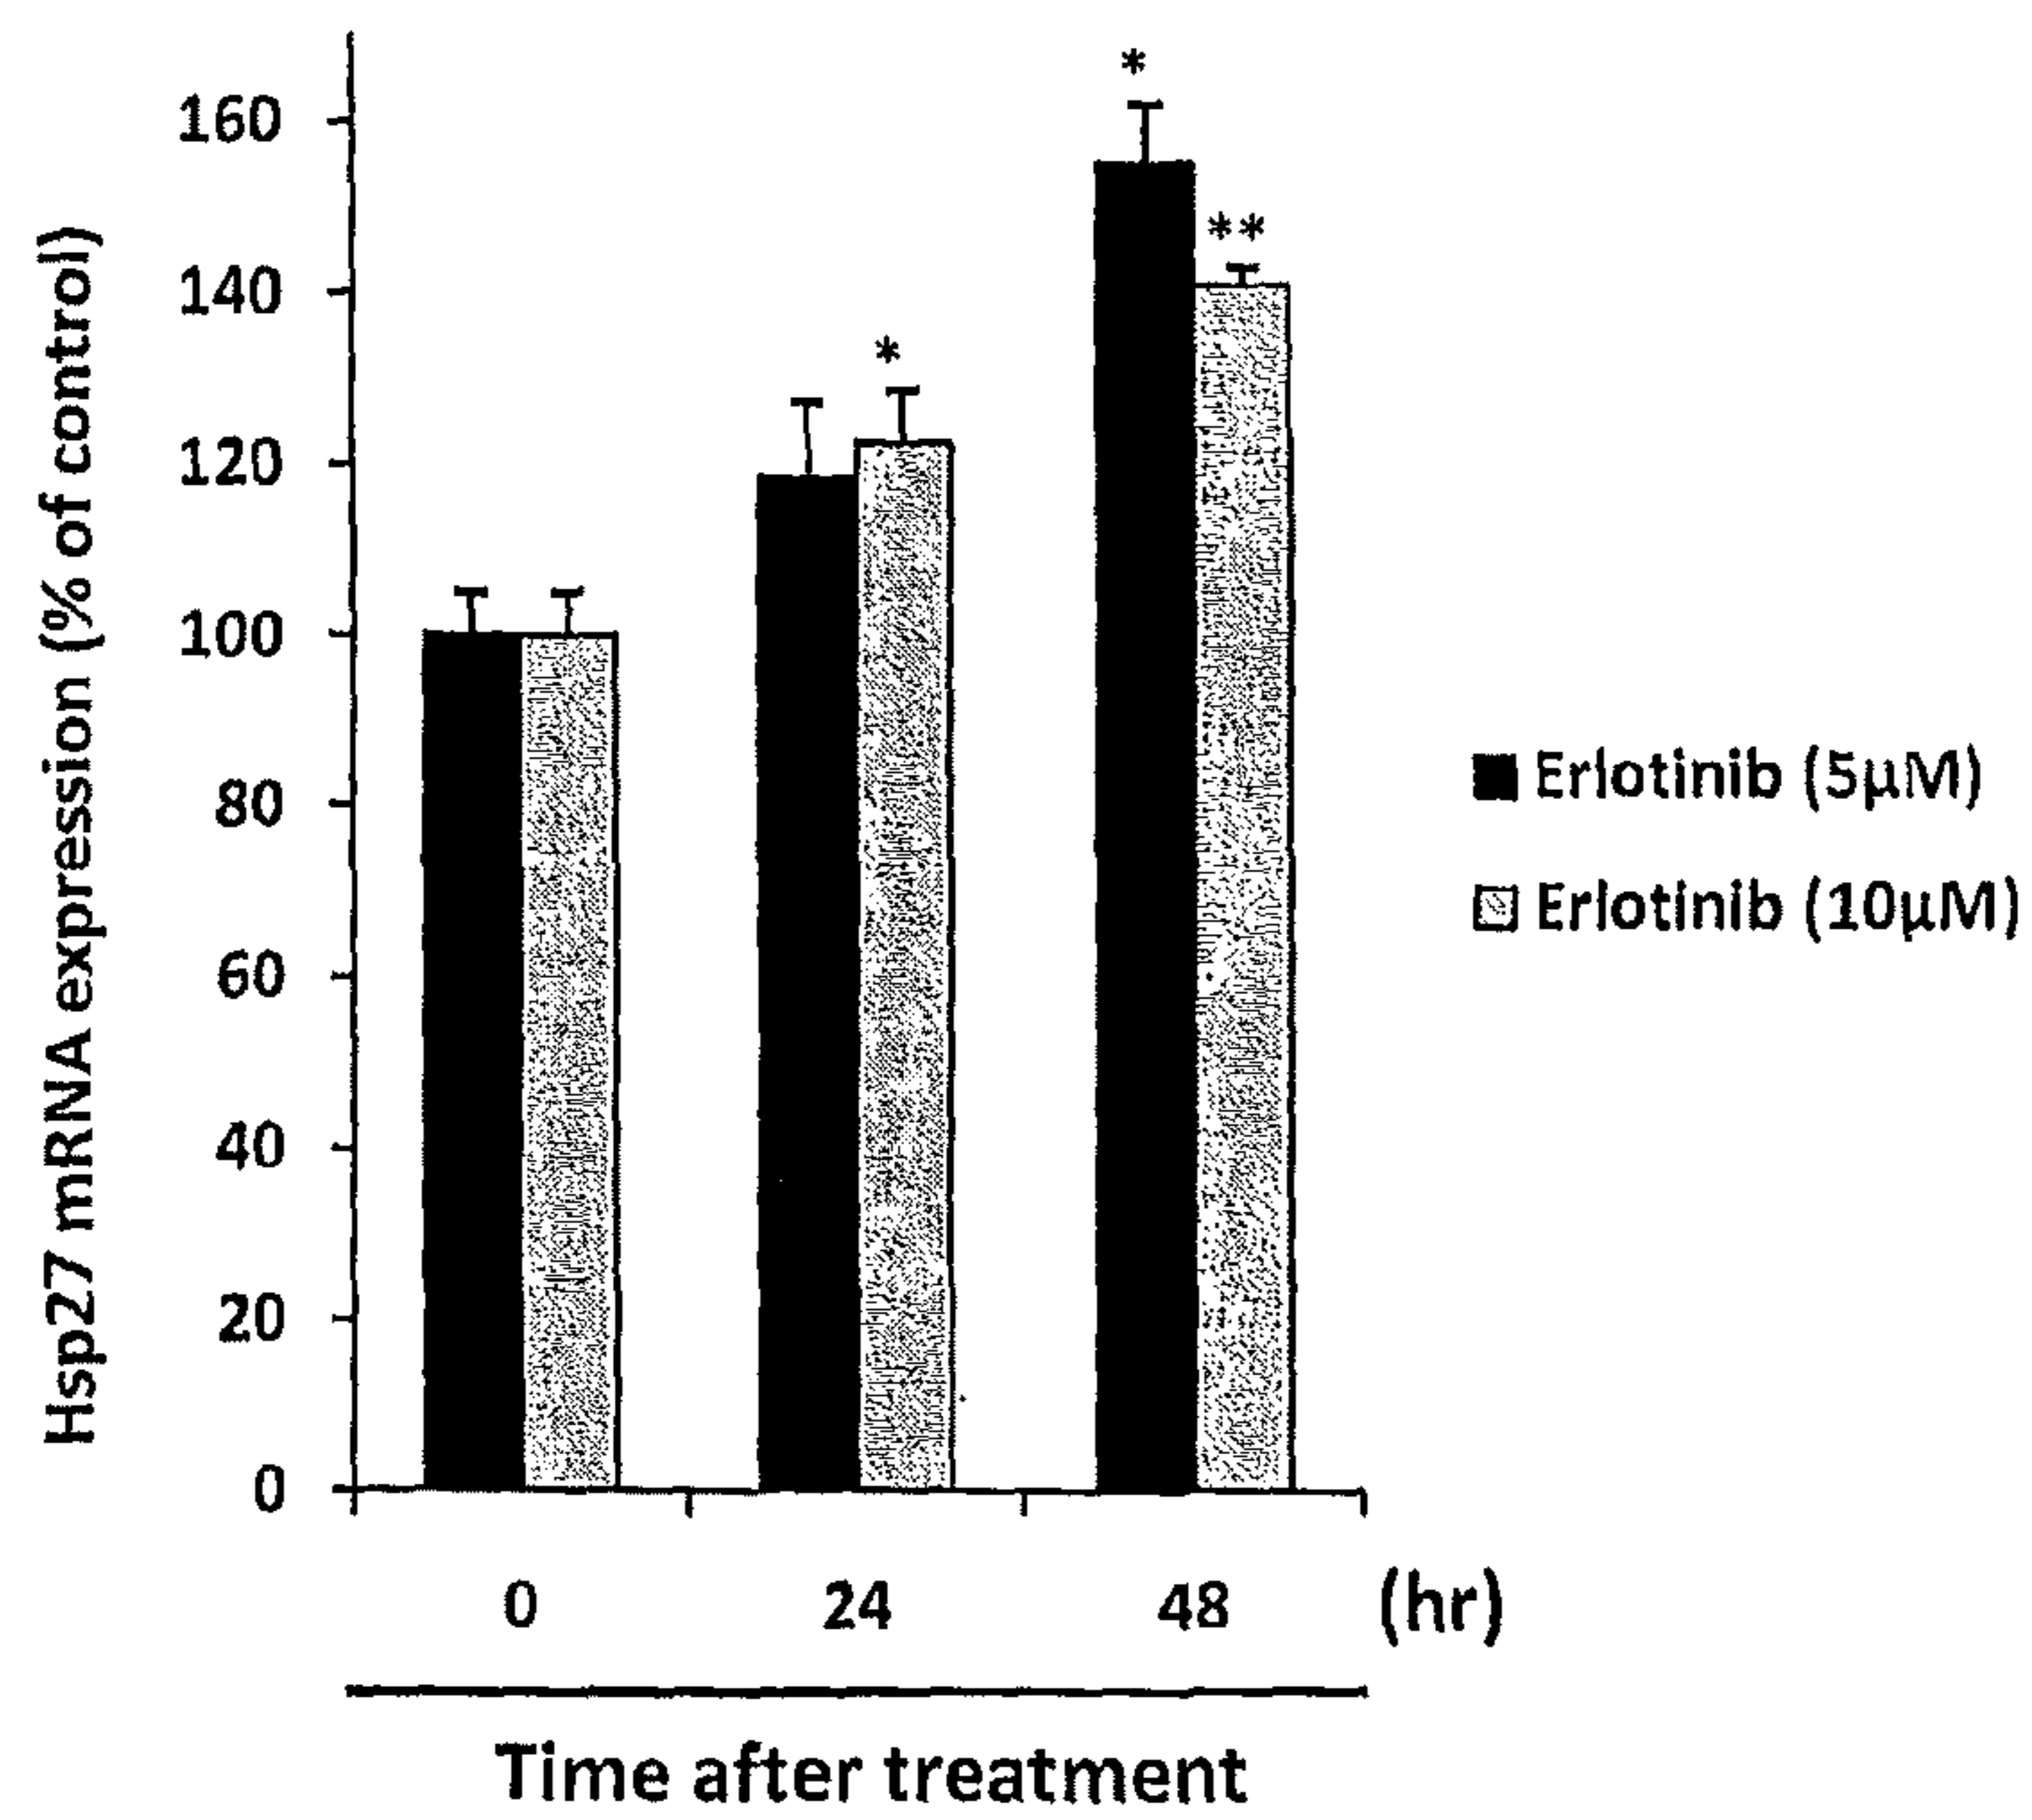 Hsp27 mRNA expression (% of control)
160
140
120
100
80
60
40
20
0
*
*
**
0 24 48 (hr)
Time after treatment
Erlotinib (5µM)
Erlotinib (10µM)